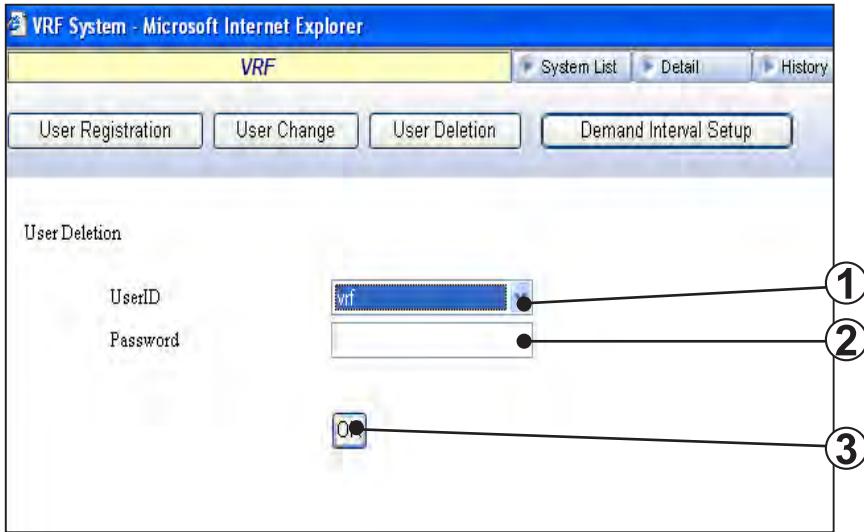 VRF System - Microsoft Internet Explorer
VRF System List Detail History
User Registration User Change User Deletion Demand Interval Setup
User Deletion
UserID vrf 1
Password 2
3